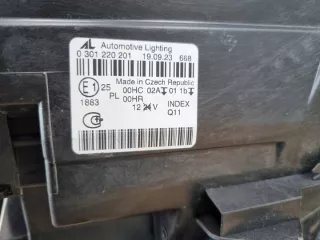 AL Automotive Lighting
0 301 220 201 19.09.23 668
Made in Czech Republic
E1 25 00HC 02A 01 1b
PL 00HR
1883 12 V INDEX
Q11